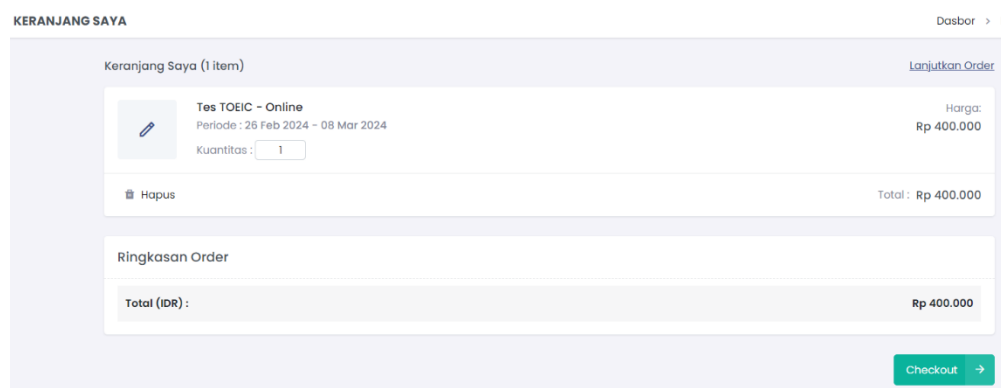 KERANJANG SAYA
Dasbor >
Keranjang Saya (1 item)
Lanjutkan Order
Tes TOEIC - Online
Periode : 26 Feb 2024 - 08 Mar 2024
Kuantitas : 1
Harga:
Rp 400.000
Hapus
Total : Rp 400.000
Ringkasan Order
Total (IDR) : Rp 400.000
Checkout →